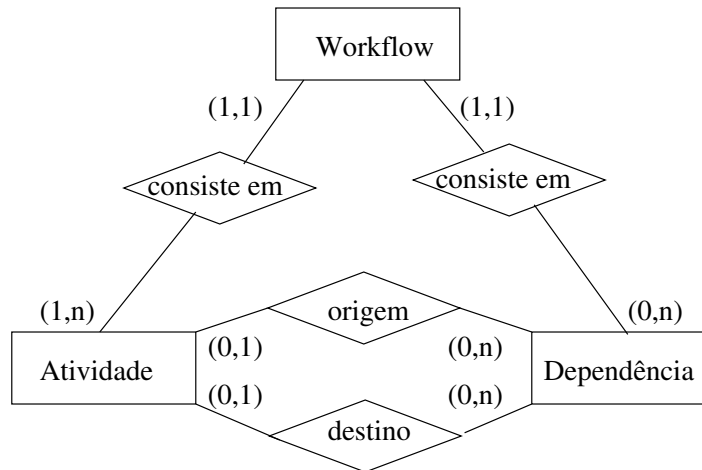 Workflow
(1,1)
(1,1)
consiste em
consiste em
(1,n)
(0,n)
origem
(0,1)
(0,n)
Atividade
Dependência
(0,1)
(0,n)
destino